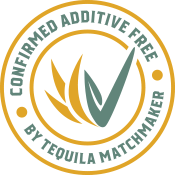 CONFIRMED ADDITIVE FREE
BY TEQUILA MATCHMAKER